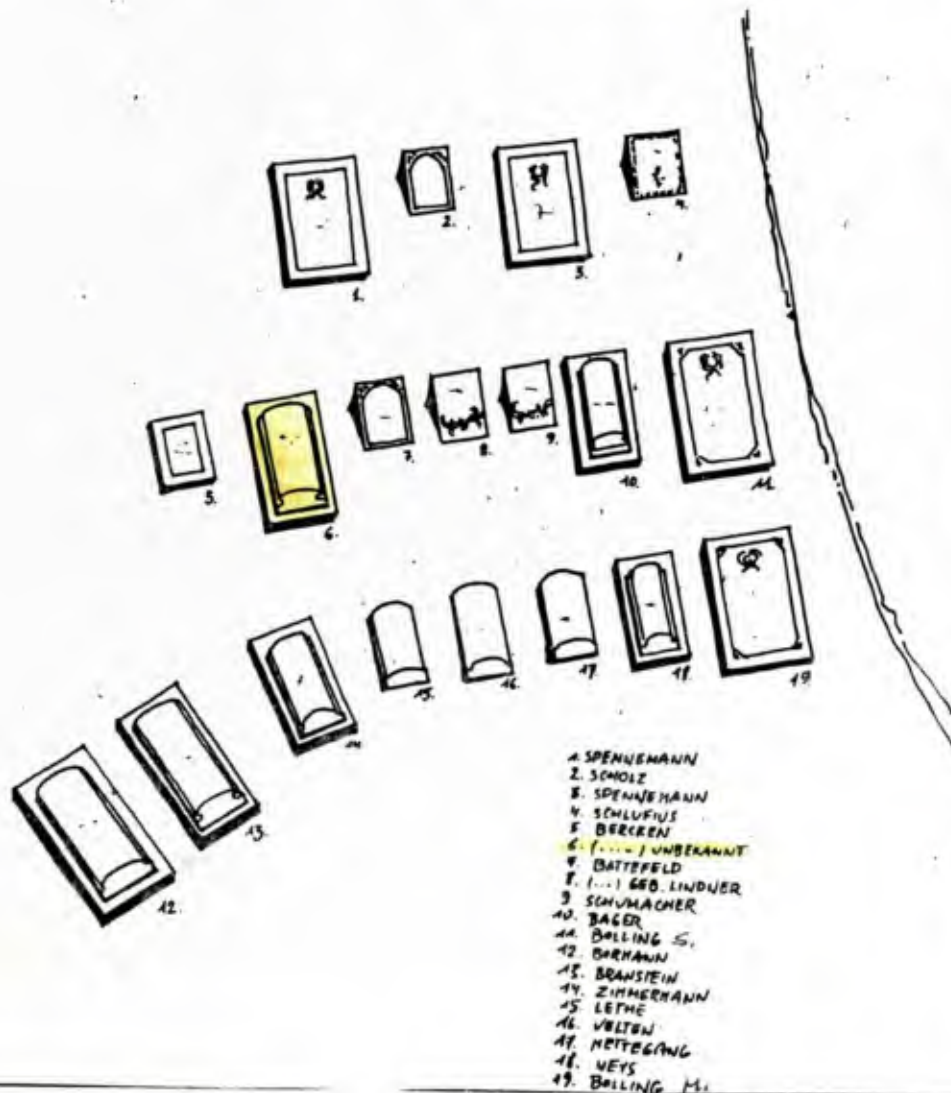 1.
2.
3.
4.
5.
6.
7.
8.
9.
10.
11.
12.
13.
14.
15.
16.
17.
18.
19.
1. SPENNEMANN
2. SCHOLZ
3. SPENNEMANN
4. SCHLUFIUS
5 BERCKEN
6. (.....) UNBEKANNT
7. BATTEFELD
8. (...) GEB. LINDNER
9 SCHUMACHER
10. BAGER
11. BOLLING S.
12. BORMANN
13. BRANSTEIN
14. ZIMMERMANN
15 LETHE
16. VELTEN
17. METTEGANG
18. VEYS
19. BOLLING M.